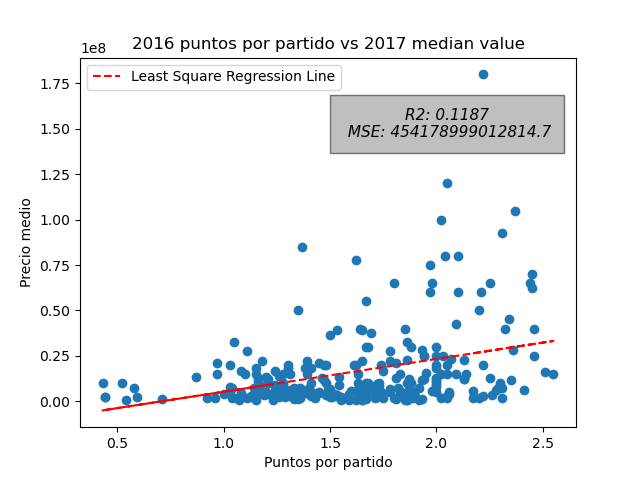 2016 puntos por partido vs 2017 median value
1e8
Least Square Regression Line
R2: 0.1187
MSE: 454178999012814.7
Precio medio
1.75
1.50
1.25
1.00
0.75
0.50
0.25
0.00
0.5
1.0
1.5
2.0
2.5
Puntos por partido